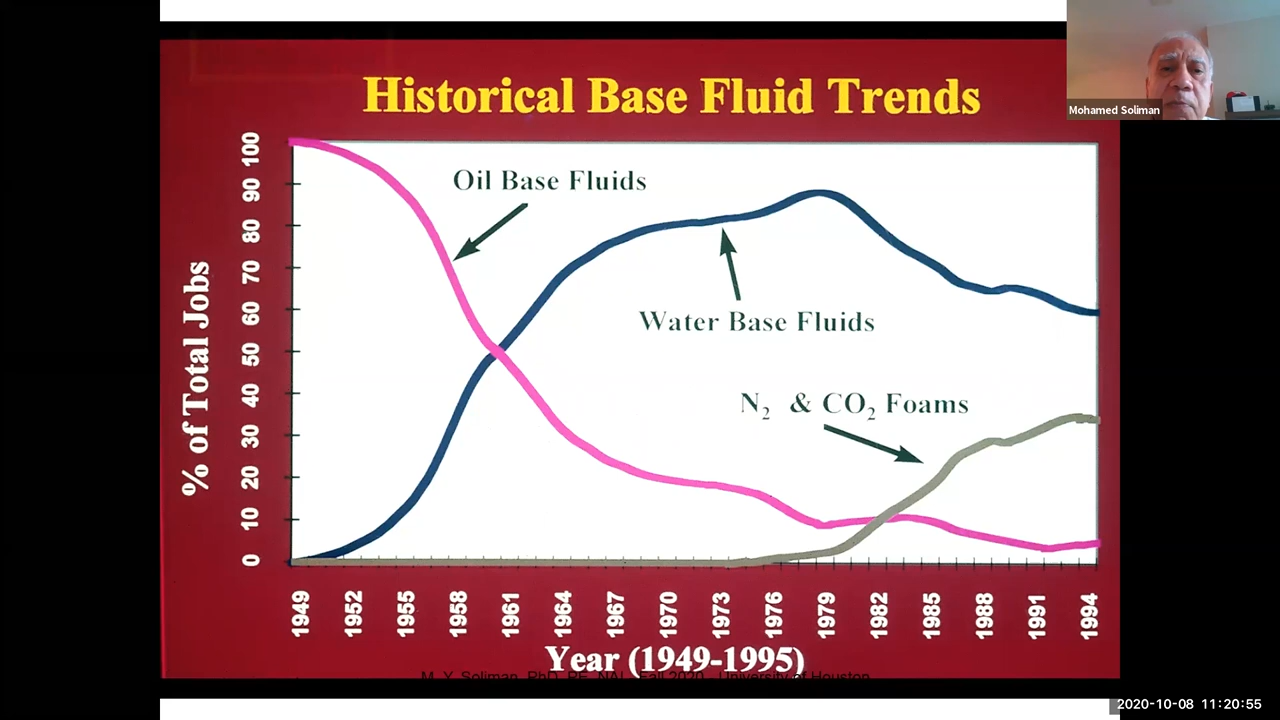 Historical Base Fluid Trends
Mohamed Soliman
% of Total Jobs
100
90
80
70
60
50
40
30
20
10
0
Oil Base Fluids
Water Base Fluids
N₂ & CO₂ Foams
1949 1952 1955 1958 1961 1964 1967 1970 1973 1976 1979 1982 1985 1988 1991 1994
Year (1949-1995)
M. Y. Soliman, PhD, PE, NAI, Fall 2020, University of Houston
2020-10-08 11:20:55